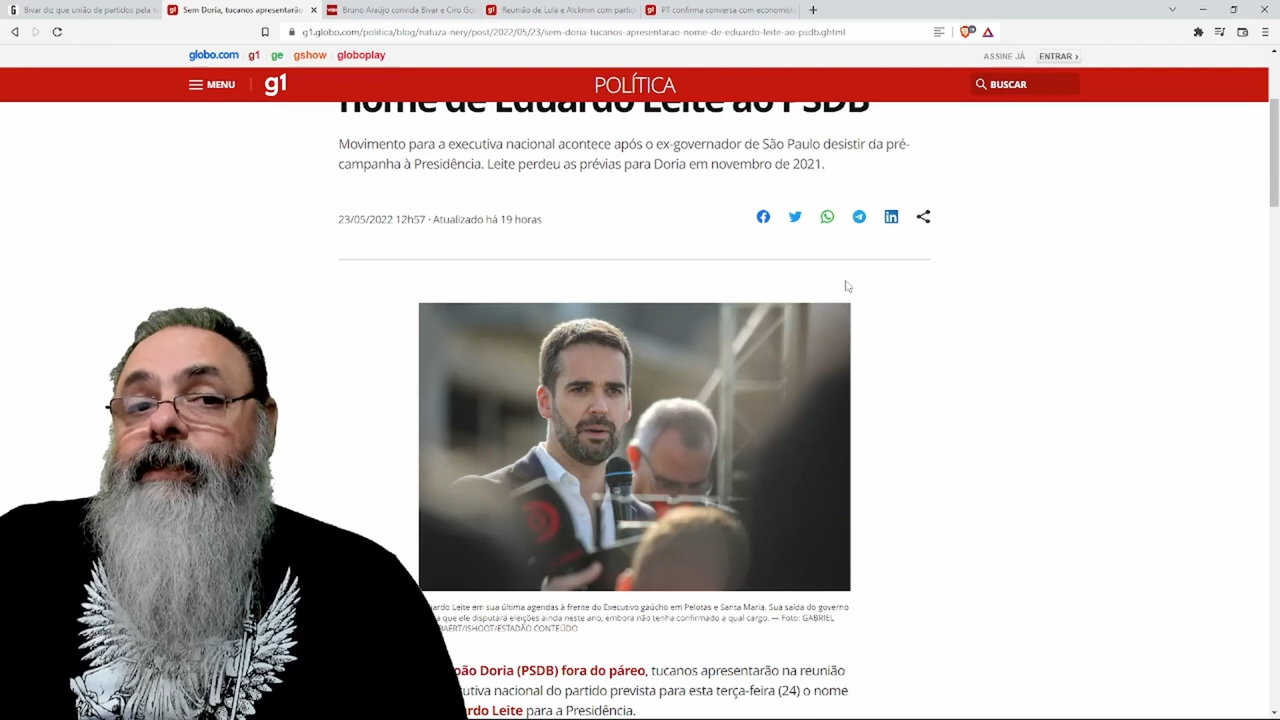 Bivar diz que união de partidos pela te
Sem Doria, tucanos apresentarão
Bruno Araújo convida Bivar e Ciro Go
Reunião de Lula e Alckmin com partid
PT confirma conversa com economist
g1.globo.com/politica/blog/natuza-nery/post/2022/05/23/sem-doria-tucanos-apresentarao-nome-de-eduardo-leite-ao-psdb.ghtml
globo.com g1 ge gshow globoplay
ASSINE JÁ
ENTRAR ›
MENU
g1
POLÍTICA
BUSCAR
nome de Eduardo Leite ao PSDB
Movimento para a executiva nacional acontece após o ex-governador de São Paulo desistir da pré-
campanha à Presidência. Leite perdeu as prévias para Doria em novembro de 2021.
23/05/2022 12h57 · Atualizado há 19 horas
ardo Leite em sua última agendas à frente do Executivo gaúcho em Pelotas e Santa Maria. Sua saída do governo
a que ele disputará eleições ainda neste ano, embora não tenha confirmado a qual cargo. — Foto: GABRIEL
BAERT/ISHOOT/ESTADÃO CONTEÚDO
oão Doria (PSDB) fora do páreo, tucanos apresentarão na reunião
utiva nacional do partido prevista para esta terça-feira (24) o nome
rdo Leite para a Presidência.